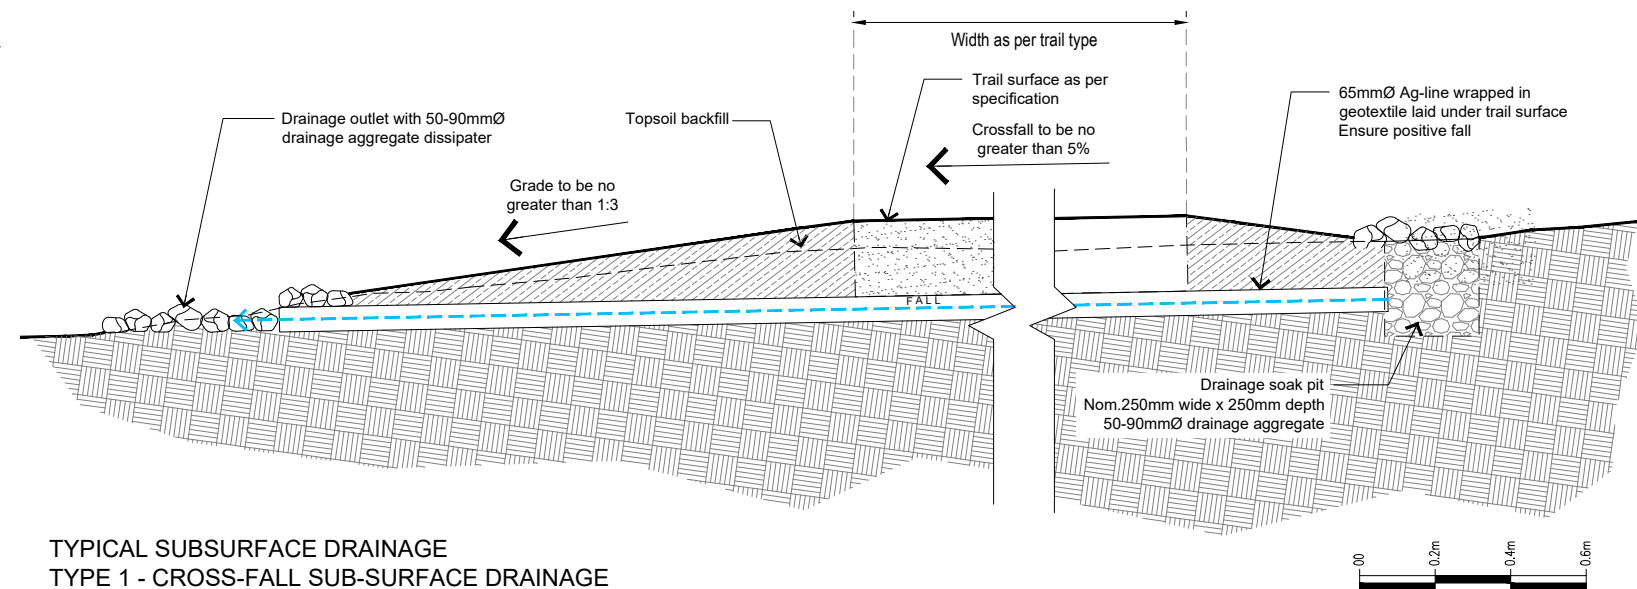 Width as per trail type
Trail surface as per
specification
65mmØ Ag-line wrapped in
geotextile laid under trail surface
Ensure positive fall
Drainage outlet with 50-90mmØ
drainage aggregate dissipater
Topsoil backfill
Crossfall to be no
greater than 5%
Grade to be no
greater than 1:3
FALL
Drainage soak pit
Nom.250mm wide x 250mm depth
50-90mmØ drainage aggregate
TYPICAL SUBSURFACE DRAINAGE
TYPE 1 - CROSS-FALL SUB-SURFACE DRAINAGE
00
0.2m
0.4m
0.6m